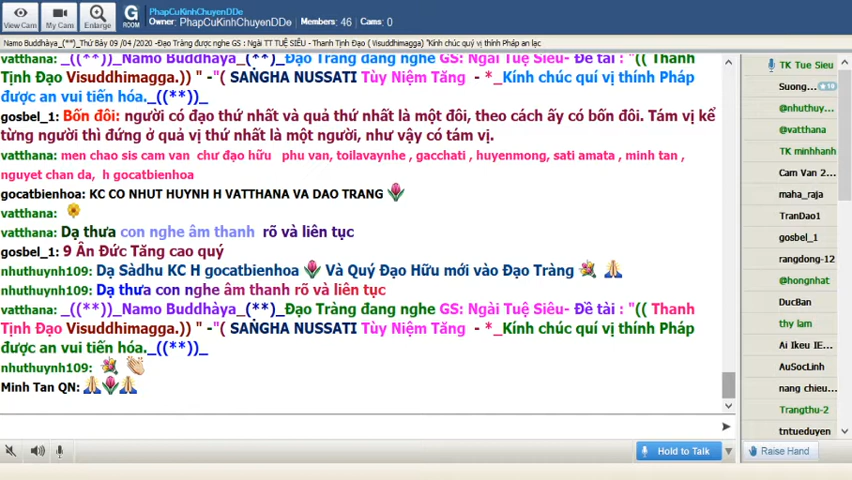 PhapCuKinhChuyenDDe
Owner: PhapCuKinhChuyenDDe Members: 46 Cams: 0
View Cam My Cam Enlarge G ROOM
Namo Buddhàya_(**)_Thứ Bảy 09 /04 /2020 -Đạo Tràng được nghe GS : Ngài TT TUỆ SIÊU - Thanh Tịnh Đạo ( Visuddhimagga) "Kính chúc quý vị thính Pháp an lạc
vatthana: _((**))_Namo Buddhàya_(**)_Đạo Tràng đang nghe GS: Ngài Tuệ Siêu- Đề tài : "(( Thanh
Tịnh Đạo Visuddhimagga.)) " -"( SAṄGHA NUSSATI Tùy Niệm Tăng - *_Kính chúc quí vị thính Pháp
được an vui tiến hóa._((**))_
gosbel_1: Bốn đôi: người có đạo thứ nhất và quả thứ nhất là một đôi, theo cách ấy có bốn đôi. Tám vị kể
từng người thì đứng ở quả vị thứ nhất là một người, như vậy có tám vị.
vatthana: men chao sis cam van chư đạo hữu phu van, toilavaynhe , gacchati , huyenmong, sati amata , minh tan ,
nguyet chan da, h gocatbienhoa
gocatbienhoa: KC CO NHUT HUYNH H VATTHANA VA DAO TRANG
vatthana:
vatthana: Dạ thưa con nghe âm thanh rõ và liên tục
gosbel_1: 9 Ân Đức Tăng cao quý
nhuthuynh109: Dạ Sàdhu KC H gocatbienhoa Và Quý Đạo Hữu mới vào Đạo Tràng
nhuthuynh109: Dạ thưa con nghe âm thanh rõ và liên tục
vatthana: _((**))_Namo Buddhàya_(**)_Đạo Tràng đang nghe GS: Ngài Tuệ Siêu- Đề tài : "(( Thanh
Tịnh Đạo Visuddhimagga.)) " -"( SAṄGHA NUSSATI Tùy Niệm Tăng - *_Kính chúc quí vị thính Pháp
được an vui tiến hóa._((**))_
nhuthuynh109:
Minh Tan QN:
TK Tue Sieu
Suong... 10
@nhuthuy...
@vatthana
TK minhhanh
Cam Van 2...
maha_raja
TranDao1
gosbel_1
rangdong-12
@hongnhat
DucBan
thy lam
Ai Ikeu IE...
AuSocLinh
nang chieu...
Trangthu-2
tntueduyen
Hold to Talk
Raise Hand